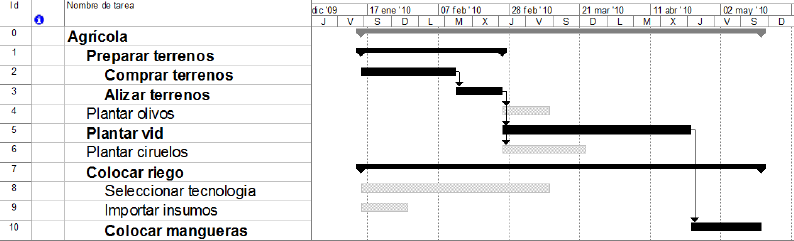 Id Nombre de tarea dic '09 17 ene '10 07 feb '10 28 feb '10 21 mar '10 11 abr '10 02 may '10
J V S D L M X J V S D L M X J V S D
0 Agrícola
1 Preparar terrenos
2 Comprar terrenos
3 Alizar terrenos
4 Plantar olivos
5 Plantar vid
6 Plantar ciruelos
7 Colocar riego
8 Seleccionar tecnologia
9 Importar insumos
10 Colocar mangueras